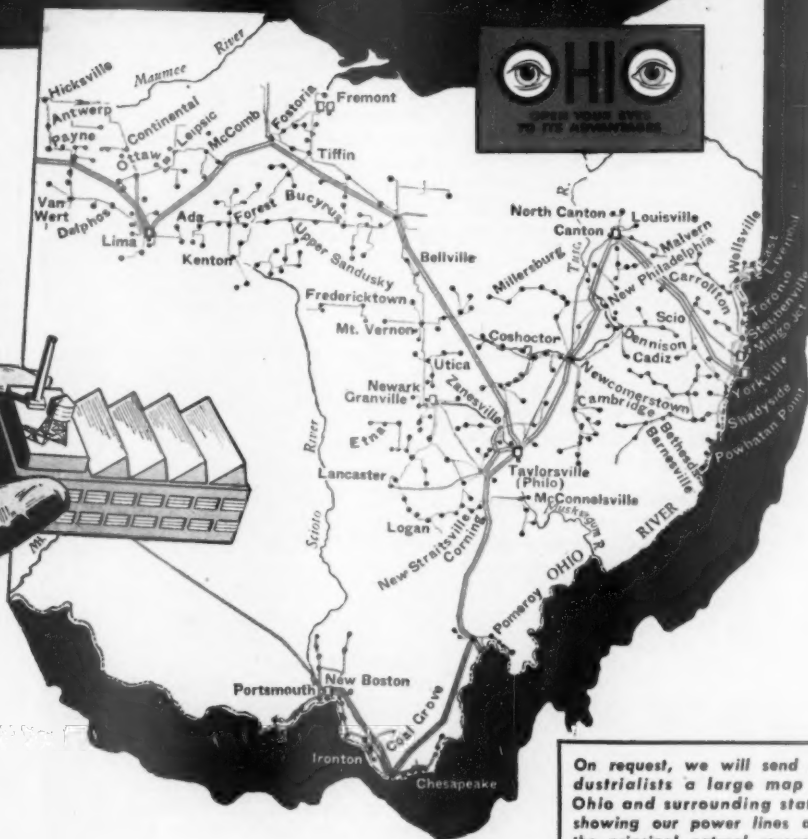 OHIO
OPEN YOUR EYES
TO ITS ADVANTAGES
Hicksville
Maumee
River
Antwerp
Payne
Continental
Ottaw
Leipsic
McComb
Fostoria
Fremont
Tiffin
Van
Wert
Delphos
Lima
Ada
Forest
Bucyrus
Kenton
Upper Sandusky
Bellville
North Canton
Canton
Louisville
Malvern
New Philadelphia
Carrollton
Wellsville
Liverpool
Toronto
Steubenville
Mingo
Fredericktown
Millersburg
Mt. Vernon
Coshoctor
Scio
Dennison
Cadiz
Utica
Zanesville
Newark
Granville
Newcomerstown
Cambridge
Bethesda
Barnesville
Yorkville
Shadyside
Powhatan Point
Etna
River
Lancaster
Taylorsville
(Philo)
McConnelsville
Muskegum R.
Logan
New Straitsville
Corning
Scioto
OHIO
RIVER
Pomeroy
Portsmouth
New Boston
Coal Grove
Ironton
Chesapeake
On request, we will send
dustrialists a large map
Ohio and surrounding stat
showing our power lines a